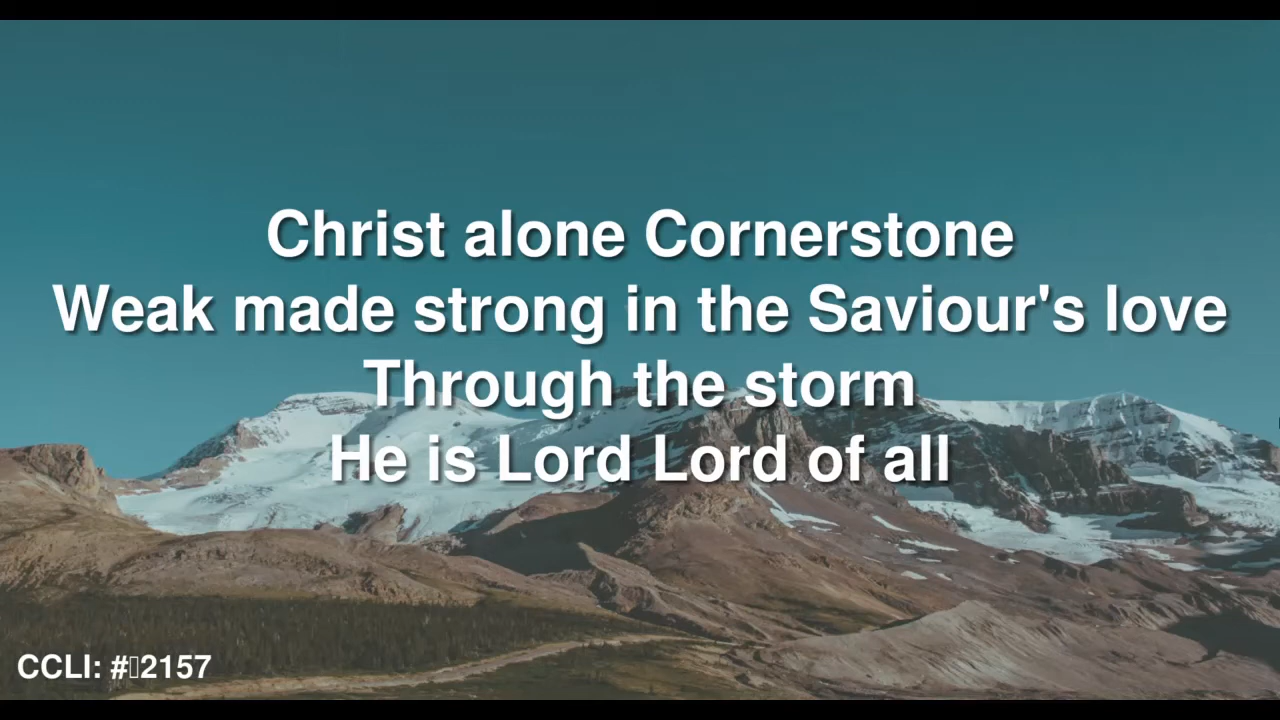 Christ alone Cornerstone
Weak made strong in the Saviour's love
Through the storm
He is Lord Lord of all
CCLI: #▯2157